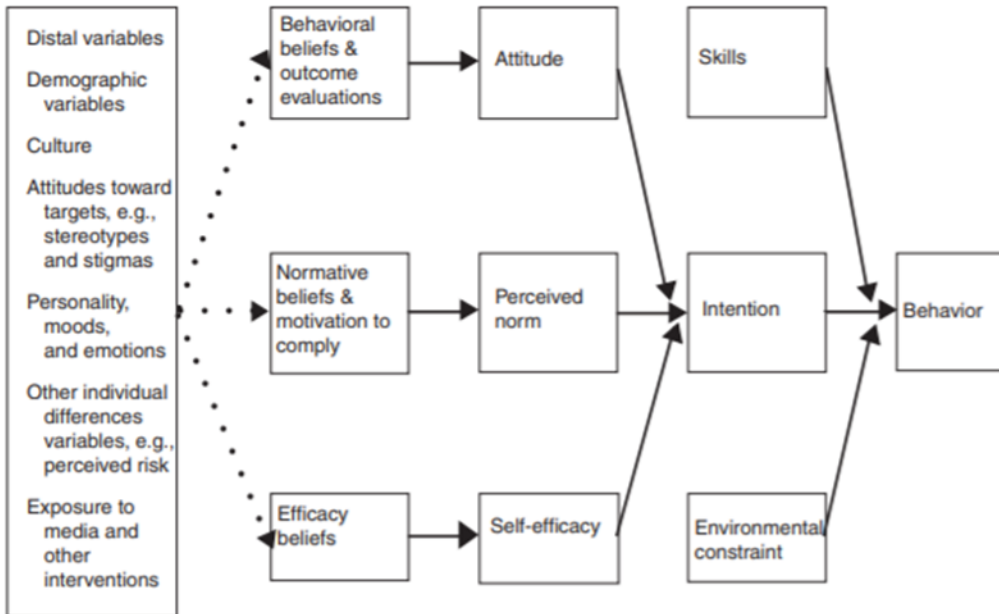 Distal variables
Demographic
variables
Culture
Attitudes toward
targets, e.g.,
stereotypes
and stigmas
Personality,
moods,
and emotions
Other individual
differences
variables, e.g.,
perceived risk
Exposure to
media and
other
interventions
Behavioral
beliefs &
outcome
evaluations
Attitude
Skills
Normative
beliefs &
motivation to
comply
Perceived
norm
Intention
Behavior
Efficacy
beliefs
Self-efficacy
Environmental
constraint